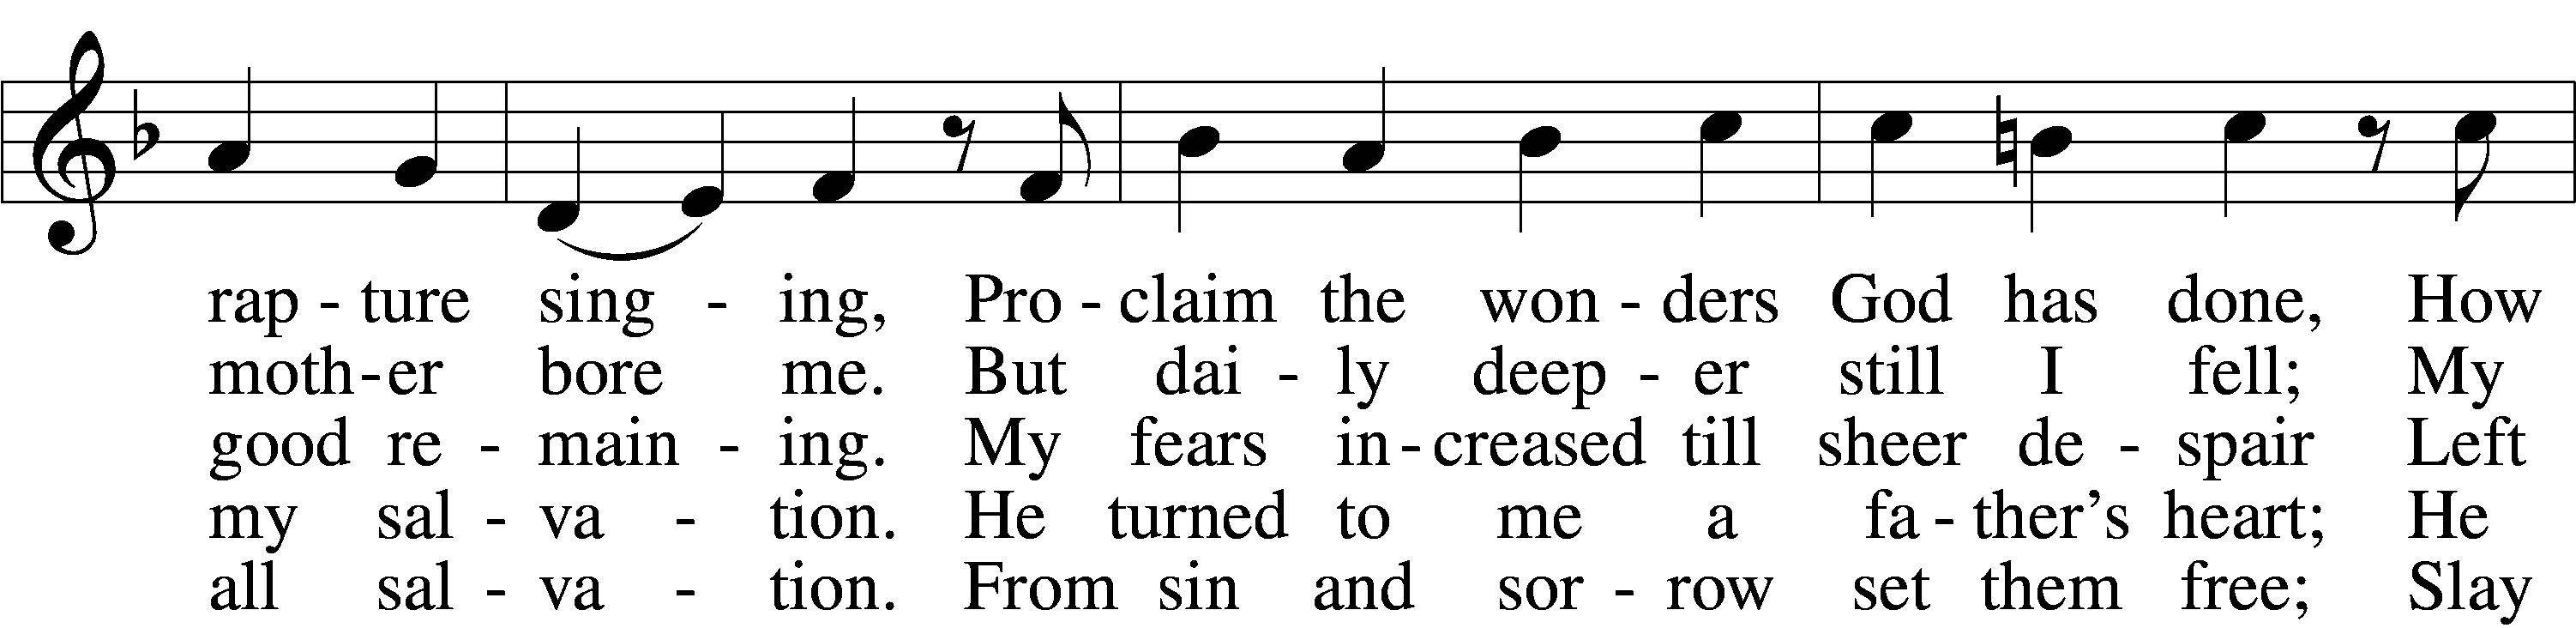 rap - ture sing - ing, Pro - claim the won - ders God has done, How
moth - er bore me. But dai - ly deep - er still I fell; My
good re - main - ing. My fears in - creased till sheer de - spair Left
my sal - va - tion. He turned to me a fa - ther's heart; He
all sal - va - tion. From sin and sor - row set them free; Slay